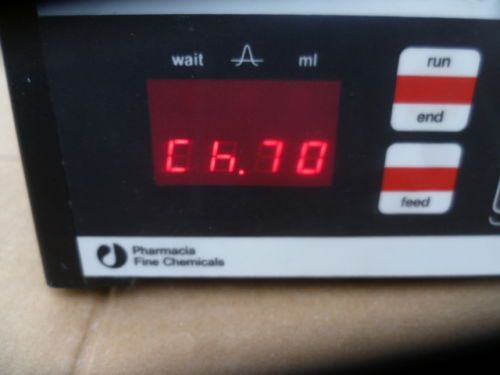 wait ml
run
Ch.70
end
feed
Pharmacia
Fine Chemicals